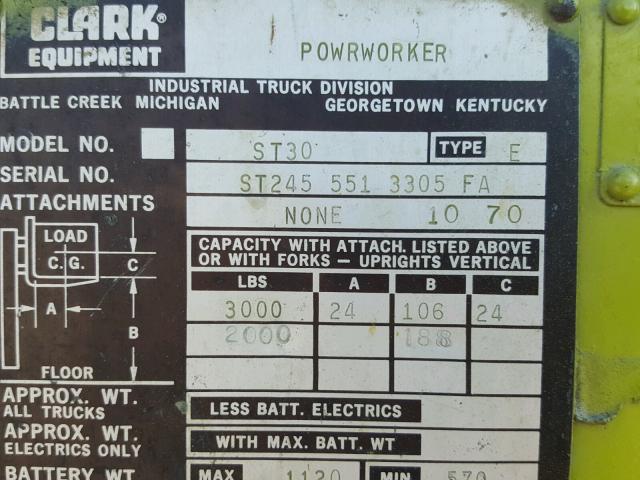 CLARK®
EQUIPMENT
POWRWORKER
INDUSTRIAL TRUCK DIVISION
BATTLE CREEK MICHIGAN GEORGETOWN KENTUCKY
MODEL NO. ST30 TYPE E
SERIAL NO. ST245 551 3305 FA
ATTACHMENTS NONE 10 70
LOAD
C.G.
C
A
B
FLOOR
CAPACITY WITH ATTACH. LISTED ABOVE
OR WITH FORKS — UPRIGHTS VERTICAL
LBS A B C
3000 24 106 24
2000 188
APPROX. WT.
ALL TRUCKS
LESS BATT. ELECTRICS
APPROX. WT.
ELECTRICS ONLY
WITH MAX. BATT. WT
BATTERY WT MAX 1120 MIN 570